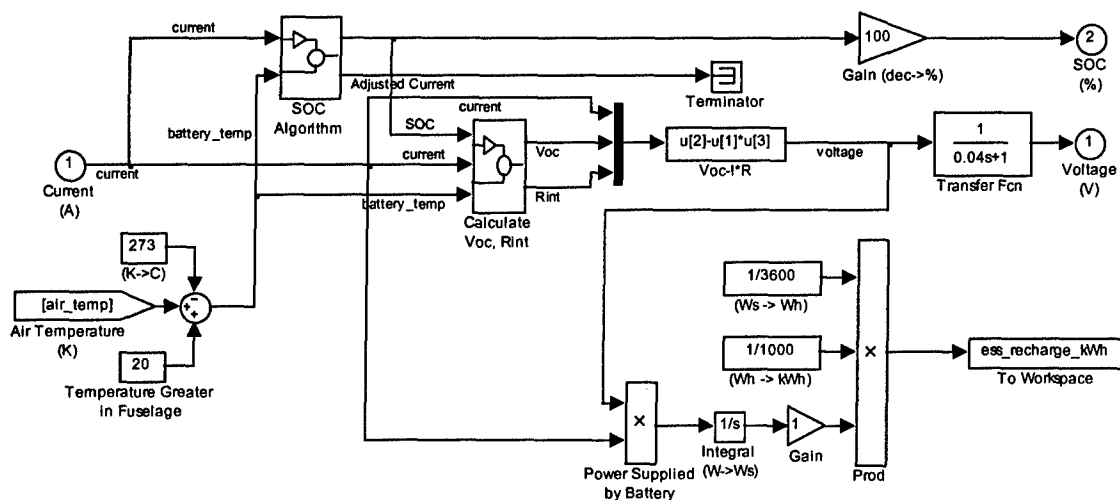 current
SOC
Algorithm
Adjusted Current
100
Gain (dec->%)
2
SOC
(%)
Terminator
battery_temp
SOC
current
current
Voc
Rint
battery_temp
Calculate
Voc, Rint
1
current
Current
(A)
u[2]-u[1]*u[3]
Voc-I*R
voltage
1
0.04s+1
Transfer Fcn
1
Voltage
(V)
273
(K->C)
[air_temp]
Air Temperature
(K)
20
Temperature Greater
in Fuselage
1/3600
(Ws -> Wh)
1/1000
(Wh -> kWh)
×
Prod
ess_recharge_kWh
To Workspace
×
Power Supplied
by Battery
1/s
Integral
(W->Ws)
1
Gain